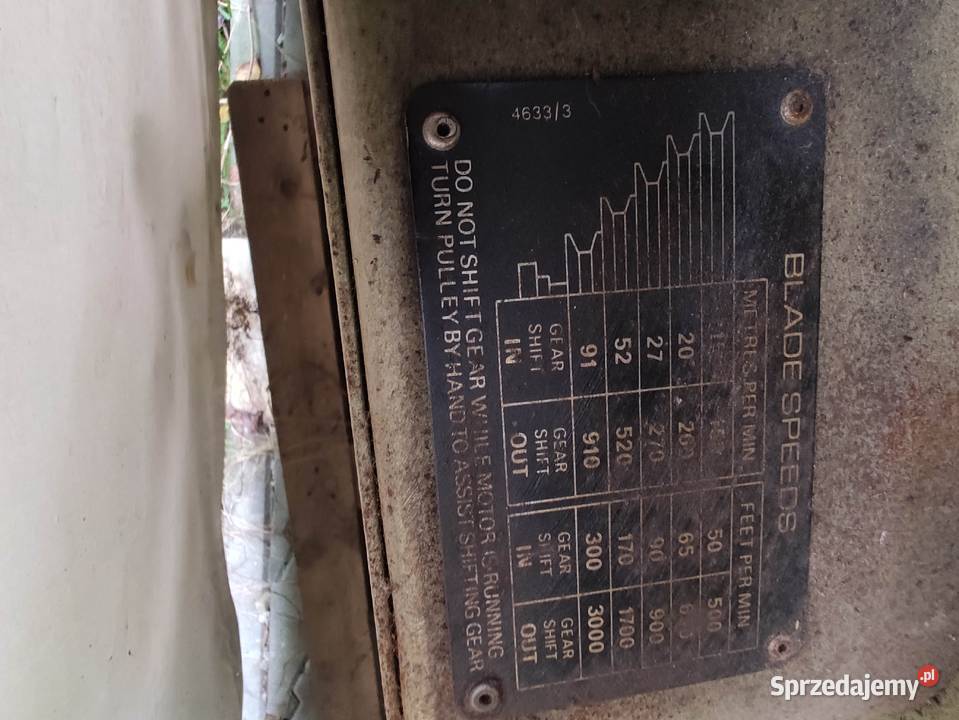 BLADE SPEEDS
METRES PER MIN FEET PER MIN
15 50 500
20 200 65
27 270 90 900
52 520 170 1700
91 910 300 3000
GEAR GEAR GEAR GEAR
SHIFT SHIFT SHIFT SHIFT
IN OUT IN OUT
DO NOT SHIFT GEAR WHILE MOTOR IS RUNNING
TURN PULLEY BY HAND TO ASSIST SHIFTING GEAR
4633/3
Sprzedajemy.pl